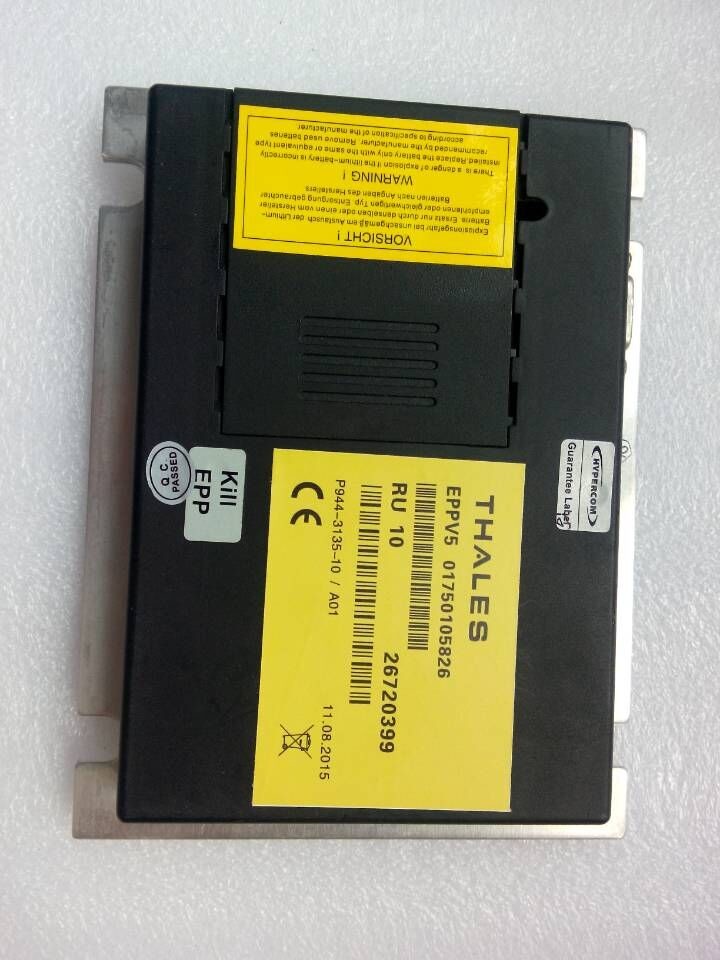 VORSICHT !
Explosionsgefahr bei unsachgemäß em Austausch der Lithium-
Batterie. Ersatz nur durch denselben oder einen vom Hersteller
empfohlenen oder gleichwertigen Typ. Entsorgung gebrauchter
Batterien nach Angaben des Herstellers
WARNING !
There is a danger of explosion if the lithium-battery is incorrectly
installed.Replace the battery only with the same or equivalent type
recommended by the manufacturer. Remove used batteries
according to specification of the manufacturer
HYPERCOM
Guarantee Label
Q.C.
PASSED
Kill
EPP
THALES
EPPV5 01750105826
RU 10 26720399
P944-3135-10 / A01
CE 11.08.2015